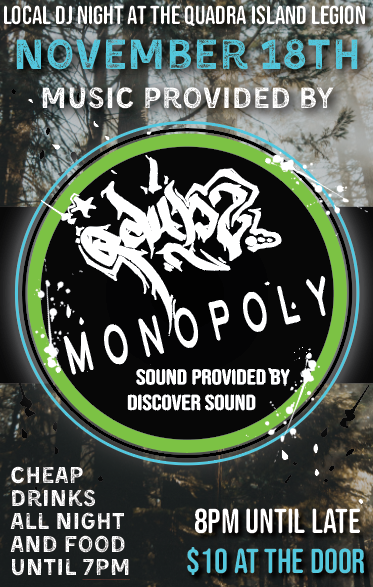 LOCAL DJ NIGHT AT THE QUADRA ISLAND LEGION
NOVEMBER 18TH
MUSIC PROVIDED BY
MONOPOLY
SOUND PROVIDED BY
DISCOVER SOUND
CHEAP
DRINKS
ALL NIGHT
AND FOOD
UNTIL 7PM
8PM UNTIL LATE
$10 AT THE DOOR